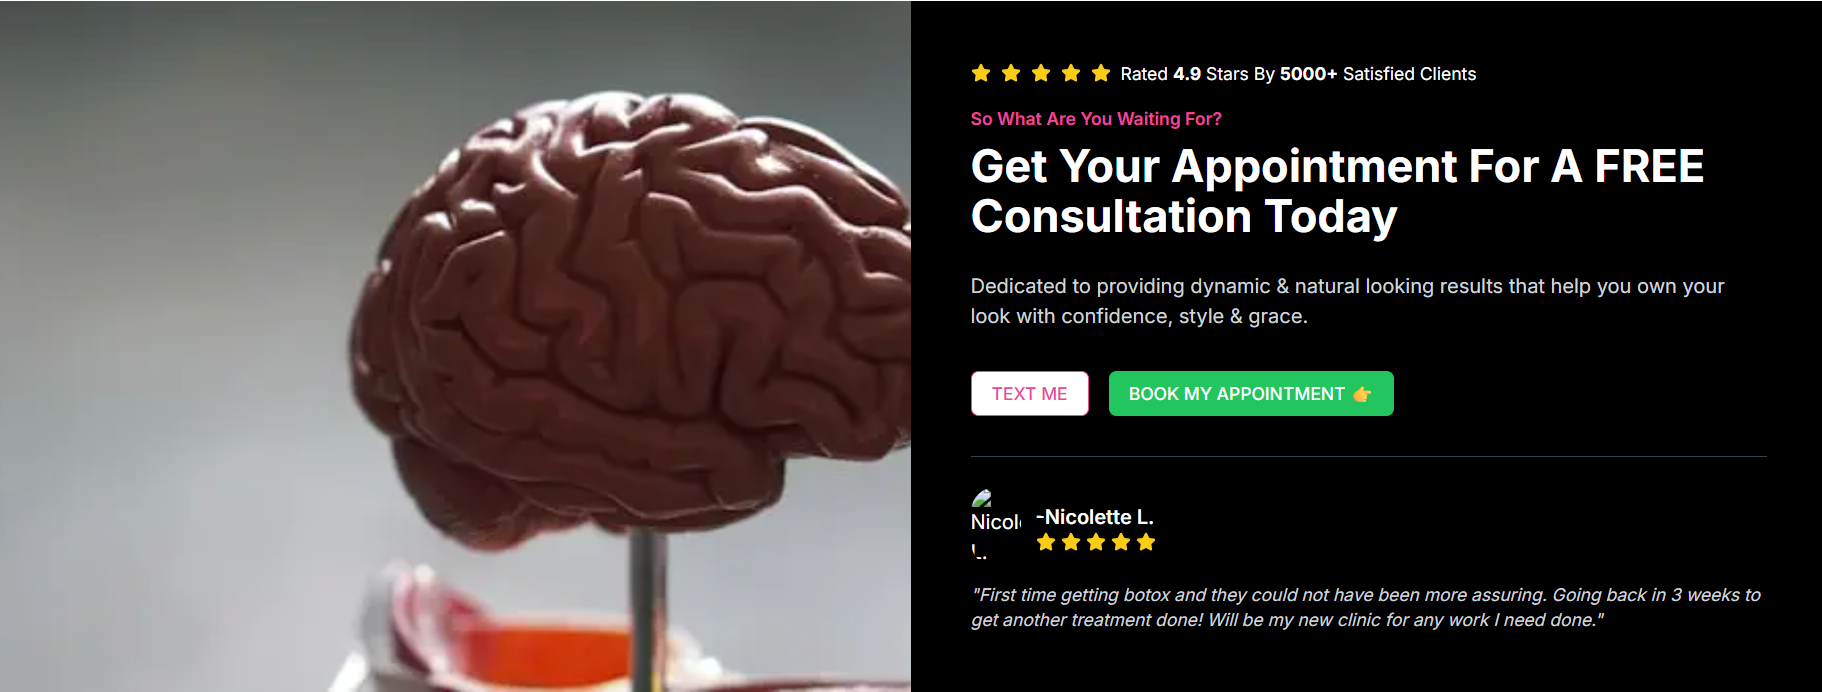 Rated 4.9 Stars By 5000+ Satisfied Clients
So What Are You Waiting For?
Get Your Appointment For A FREE
Consultation Today
Dedicated to providing dynamic & natural looking results that help you own your
look with confidence, style & grace.
TEXT ME
BOOK MY APPOINTMENT 👉
Nicol
L.
-Nicolette L.
"First time getting botox and they could not have been more assuring. Going back in 3 weeks to
get another treatment done! Will be my new clinic for any work I need done."